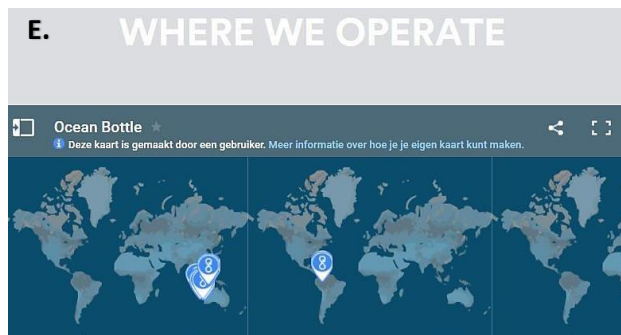 E.
WHERE WE OPERATE
Ocean Bottle
Deze kaart is gemaakt door een gebruiker. Meer informatie over hoe je je eigen kaart kunt maken.